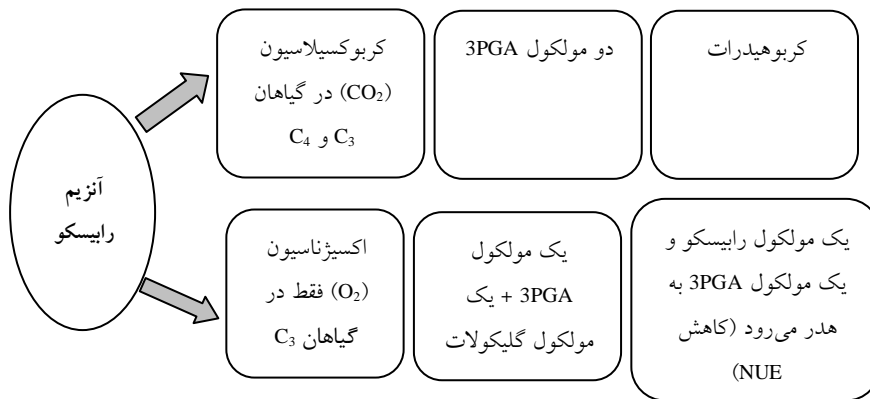 آنزیم
رابیسکو
کربوکسیلاسیون
(CO₂) در گیاهان
C₃ و C₄
دو مولکول 3PGA
کربوهیدرات
اکسیژناسیون
(O₂) فقط در
گیاهان C₃
یک مولکول
3PGA + یک
مولکول گلیکولات
یک مولکول رابیسکو و
یک مولکول 3PGA به
هدر می‌رود (کاهش
NUE)